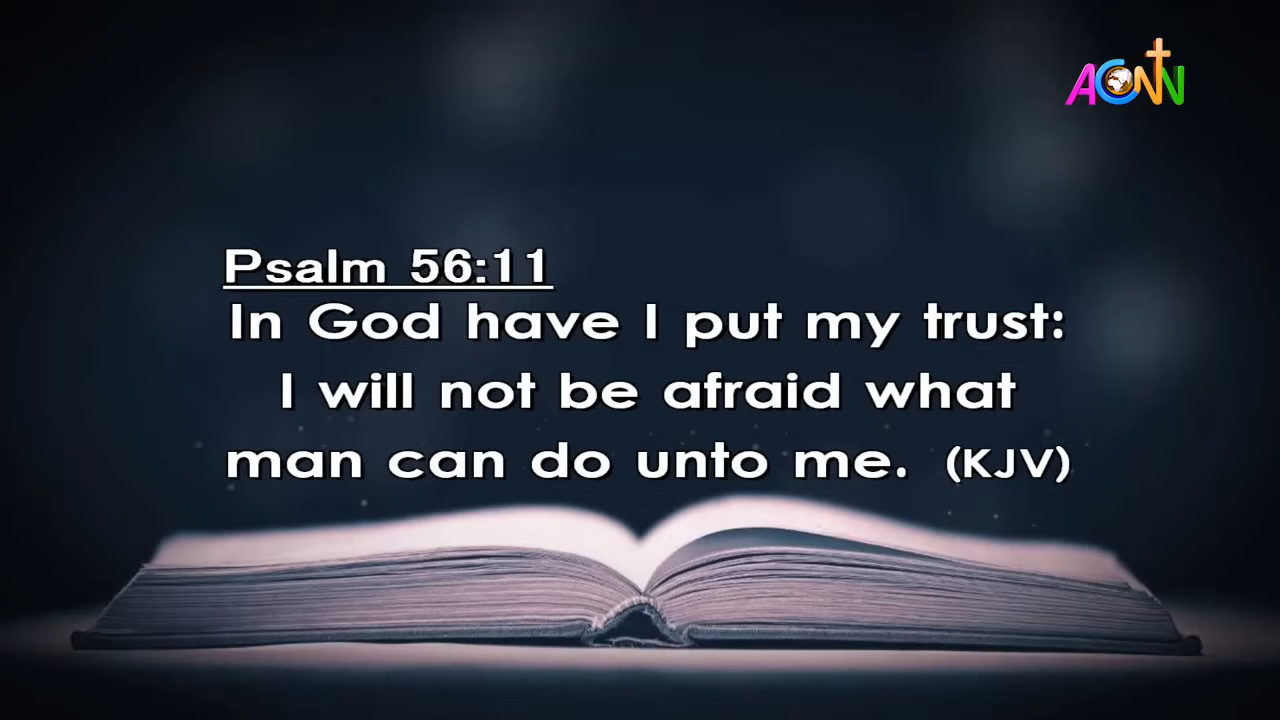 ACNN
Psalm 56:11
In God have I put my trust:
I will not be afraid what
man can do unto me. (KJV)